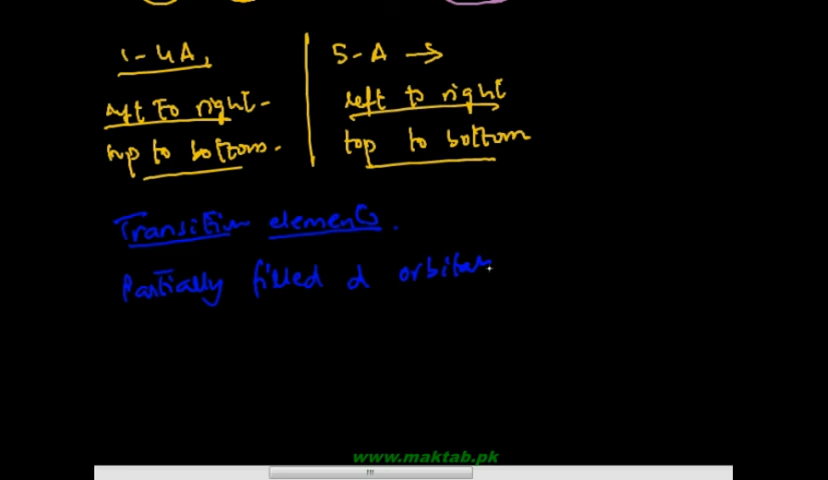 1-4A,
left to right-
top to bottom.
5-A →
left to right
top to bottom
Transition elements.
Partially filled d orbitals
www.maktab.pk